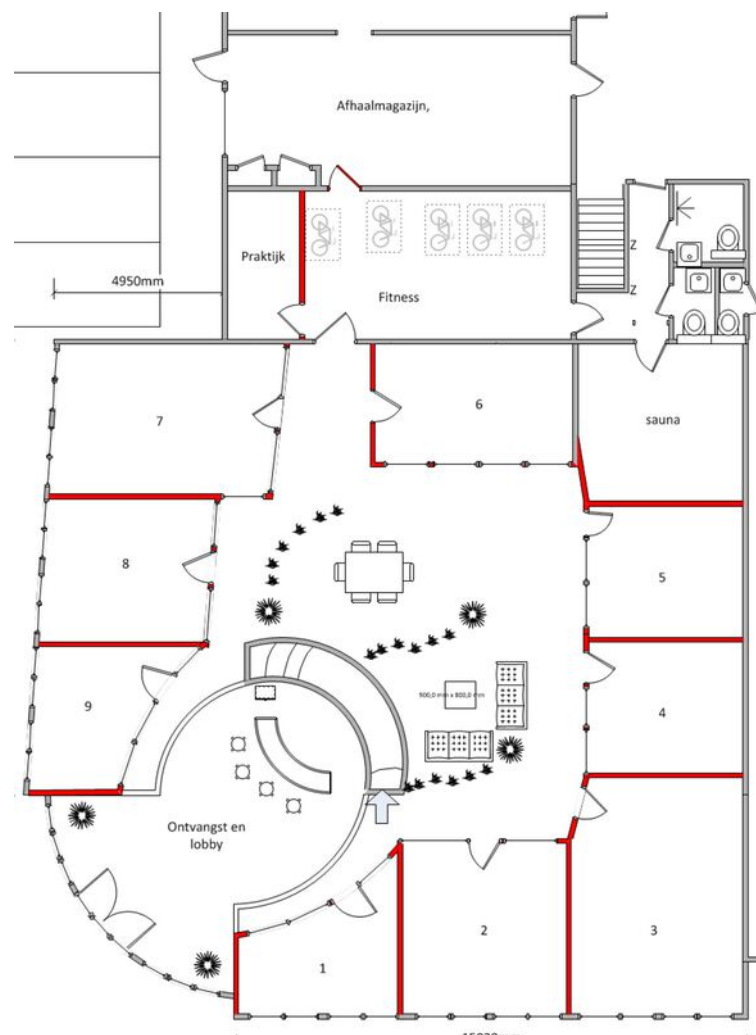 Afhaalmagazijn,
Praktijk
4950mm
Fitness
Z
Z
7
6
sauna
8
5
9
900,0 mm x 800,0 mm
4
Ontvangst en
lobby
1
2
3